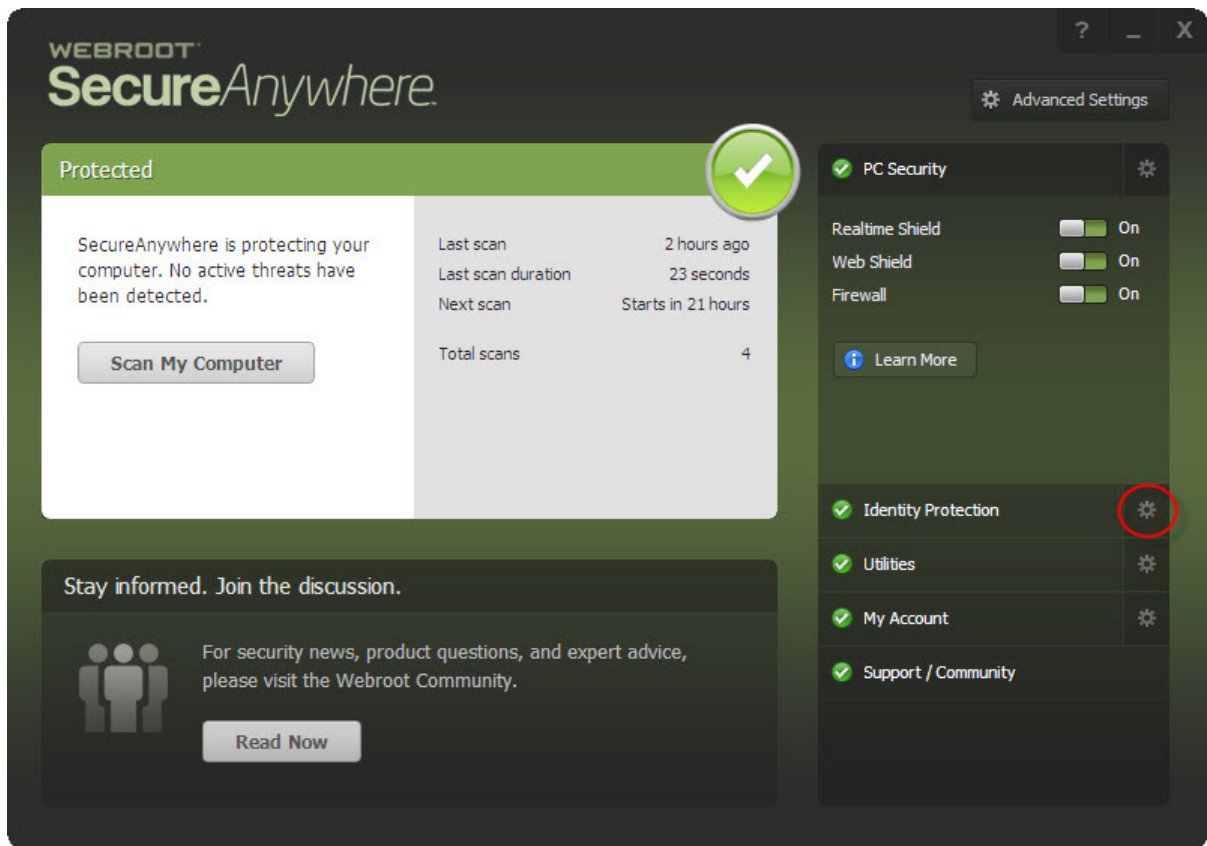 ? _ X
WEBROOT™
SecureAnywhere™
Advanced Settings
Protected
SecureAnywhere is protecting your
computer. No active threats have
been detected.
Scan My Computer
Last scan 2 hours ago
Last scan duration 23 seconds
Next scan Starts in 21 hours
Total scans 4
PC Security
Realtime Shield On
Web Shield On
Firewall On
Learn More
Identity Protection
Utilities
My Account
Support / Community
Stay informed. Join the discussion.
For security news, product questions, and expert advice,
please visit the Webroot Community.
Read Now